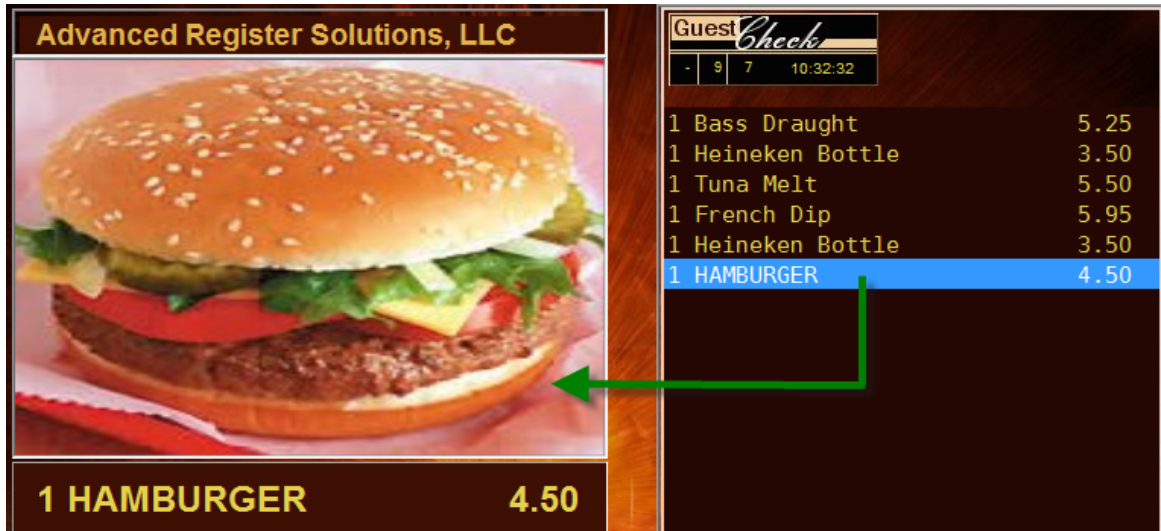 Advanced Register Solutions, LLC
1 HAMBURGER 4.50
Guest Check
- 9 7 10:32:32
1 Bass Draught 5.25
1 Heineken Bottle 3.50
1 Tuna Melt 5.50
1 French Dip 5.95
1 Heineken Bottle 3.50
1 HAMBURGER 4.50